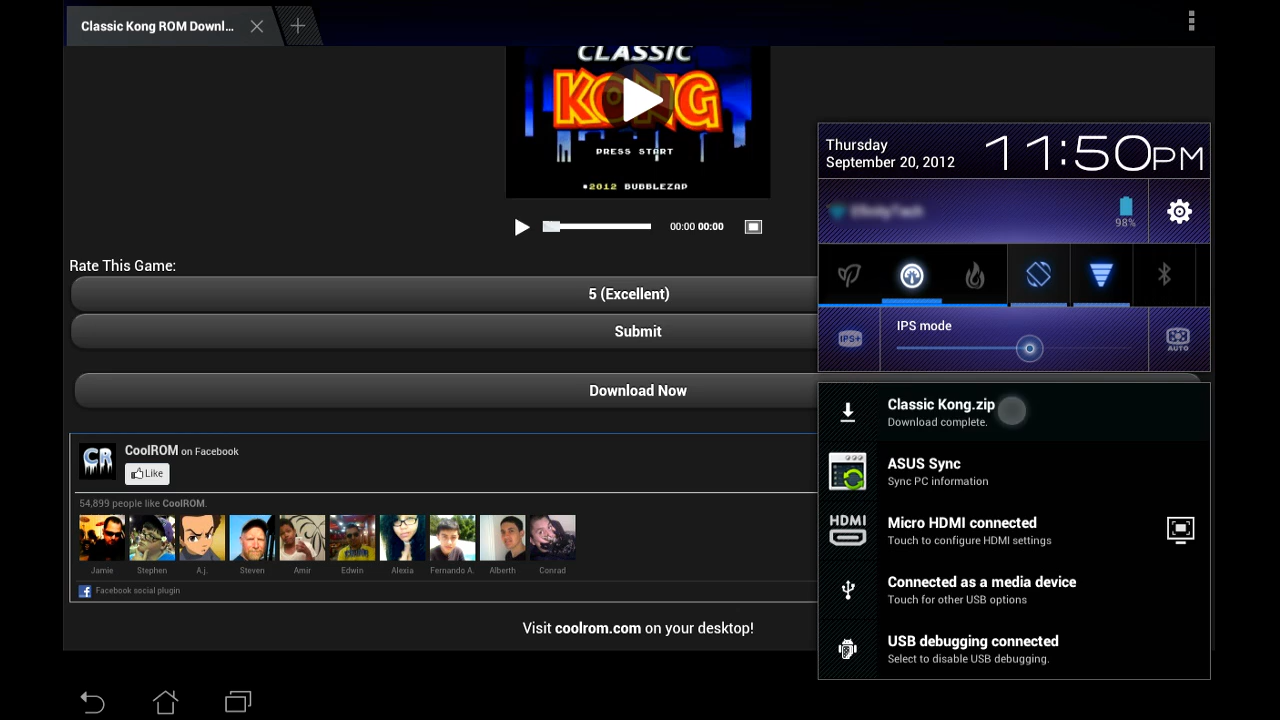 Classic Kong ROM Downl...
CLASSIC
KONG
PRESS START
2012 BUBBLEZAP
00:00 00:00
Rate This Game:
5 (Excellent)
Submit
Download Now
CR
CoolROM on Facebook
Like
54,899 people like CoolROM.
Jamie Stephen A.j. Steven Amir Edwin Alexia Fernando A. Alberth Conrad
Facebook social plugin
Visit coolrom.com on your desktop!
Thursday
September 20, 2012
11:50PM
98%
IPS+
IPS mode
AUTO
Classic Kong.zip
Download complete.
ASUS Sync
Sync PC information
HDMI
Micro HDMI connected
Touch to configure HDMI settings
Connected as a media device
Touch for other USB options
USB debugging connected
Select to disable USB debugging.